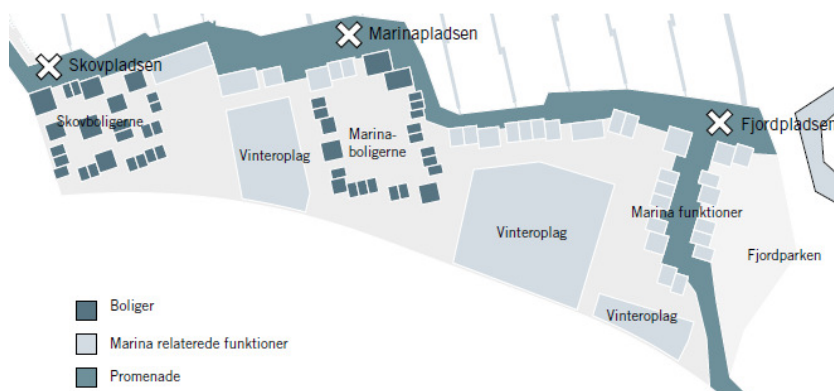 Marinapladsen
Skovpladsen
Skovboligerne
Fjordpladsen
Vinteroplag
Marina-
boligerne
Vinteroplag
Marina funktioner
Fjordparken
Vinteroplag
Boliger
Marina relaterede funktioner
Promenade